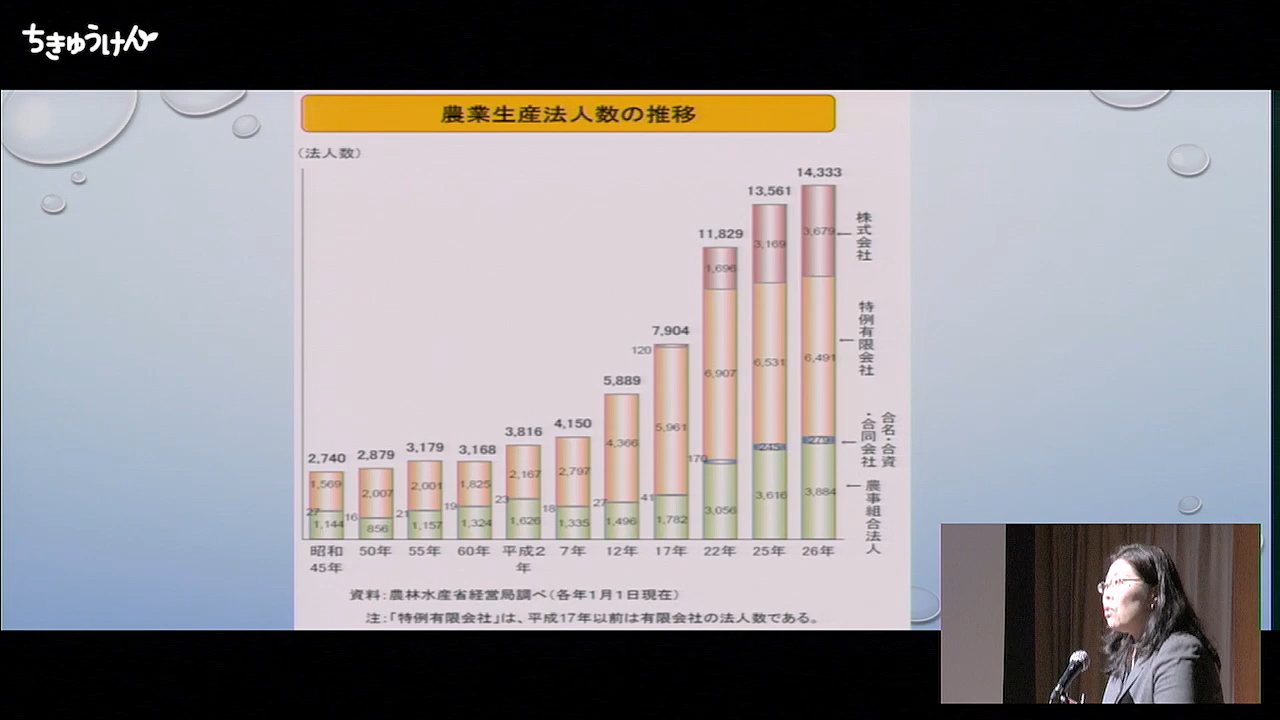 ちきゅうけん
農業生産法人数の推移
（法人数）
2,740 2,879 3,179 3,168 3,816 4,150 5,889 7,904 11,829 13,561 14,333
120 1,696 3,169 3,679
1,569 2,007 2,001 1,825 2,167 2,797 4,366 5,961 6,907 6,531 6,491
27 16 21 19 23 18 27 41 170 245 279
1,144 856 1,157 1,324 1,626 1,335 1,496 1,782 3,056 3,616 3,884
株式会社
特例有限会社
合名・合資
・合同会社
農事組合法人
昭和 50年 55年 60年 平成2 7年 12年 17年 22年 25年 26年
45年 年
資料：農林水産省経営局調べ（各年1月1日現在）
注：「特例有限会社」は、平成17年以前は有限会社の法人数である。